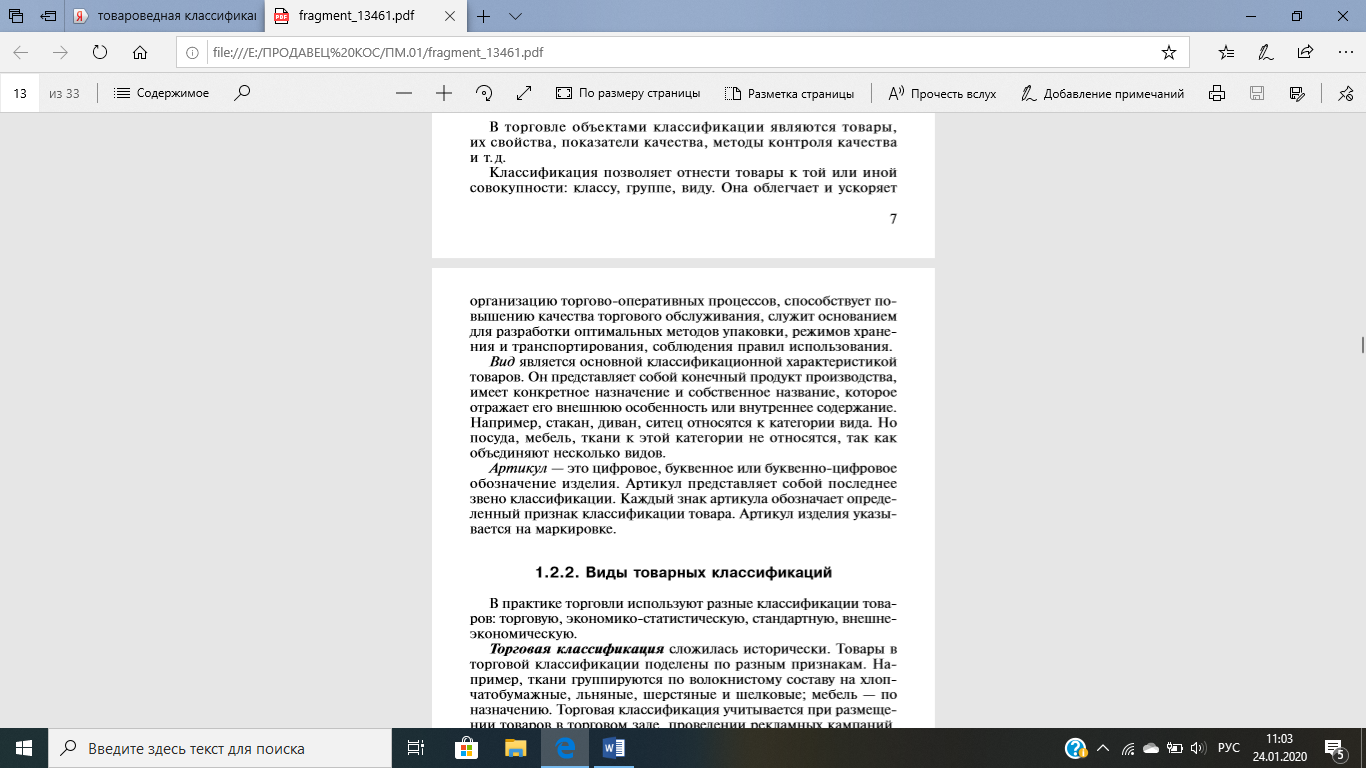 товароведная классификаı
fragment_13461.pdf
file:///E:/ПРОДАВЕЦ%20КОС/ПМ.01/fragment_13461.pdf
13 из 33 Содержимое По размеру страницы Разметка страницы Прочесть вслух Добавление примечаний
В торговле объектами классификации являются товары,
их свойства, показатели качества, методы контроля качества
и т.д.
Классификация позволяет отнести товары к той или иной
совокупности: классу, группе, виду. Она облегчает и ускоряет
7
организацию торгово-оперативных процессов, способствует по-
вышению качества торгового обслуживания, служит основанием
для разработки оптимальных методов упаковки, режимов хране-
ния и транспортирования, соблюдения правил использования.
Вид является основной классификационной характеристикой
товаров. Он представляет собой конечный продукт производства,
имеет конкретное назначение и собственное название, которое
отражает его внешнюю особенность или внутреннее содержание.
Например, стакан, диван, ситец относятся к категории вида. Но
посуда, мебель, ткани к этой категории не относятся, так как
объединяют несколько видов.
Артикул — это цифровое, буквенное или буквенно-цифровое
обозначение изделия. Артикул представляет собой последнее
звено классификации. Каждый знак артикула обозначает опреде-
ленный признак классификации товара. Артикул изделия указы-
вается на маркировке.
1.2.2. Виды товарных классификаций
В практике торговли используют разные классификации това-
ров: торговую, экономико-статистическую, стандартную, внешне-
экономическую.
Торговая классификация сложилась исторически. Товары в
торговой классификации поделены по разным признакам. На-
пример, ткани группируются по волокнистому составу на хлоп-
чатобумажные, льняные, шерстяные и шелковые; мебель — по
назначению. Торговая классификация учитывается при размеще-
нии товаров в торговом зале, проведении рекламных кампаний,
Введите здесь текст для поиска
РУС
11:03
24.01.2020
5